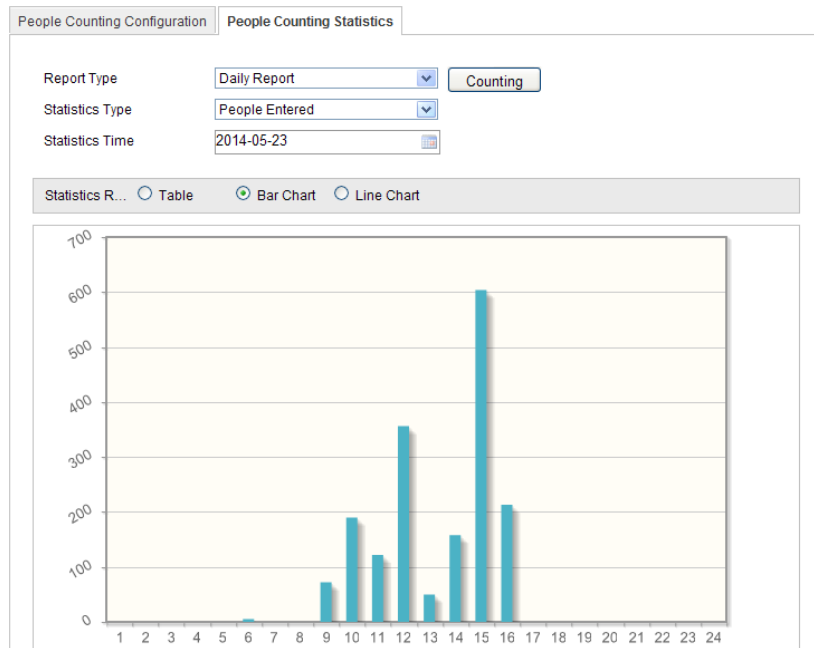 People Counting Configuration People Counting Statistics
Report Type Daily Report Counting
Statistics Type People Entered
Statistics Time 2014-05-23
Statistics R... Table Bar Chart Line Chart
700
600
500
400
300
200
100
0
1 2 3 4 5 6 7 8 9 10 11 12 13 14 15 16 17 18 19 20 21 22 23 24